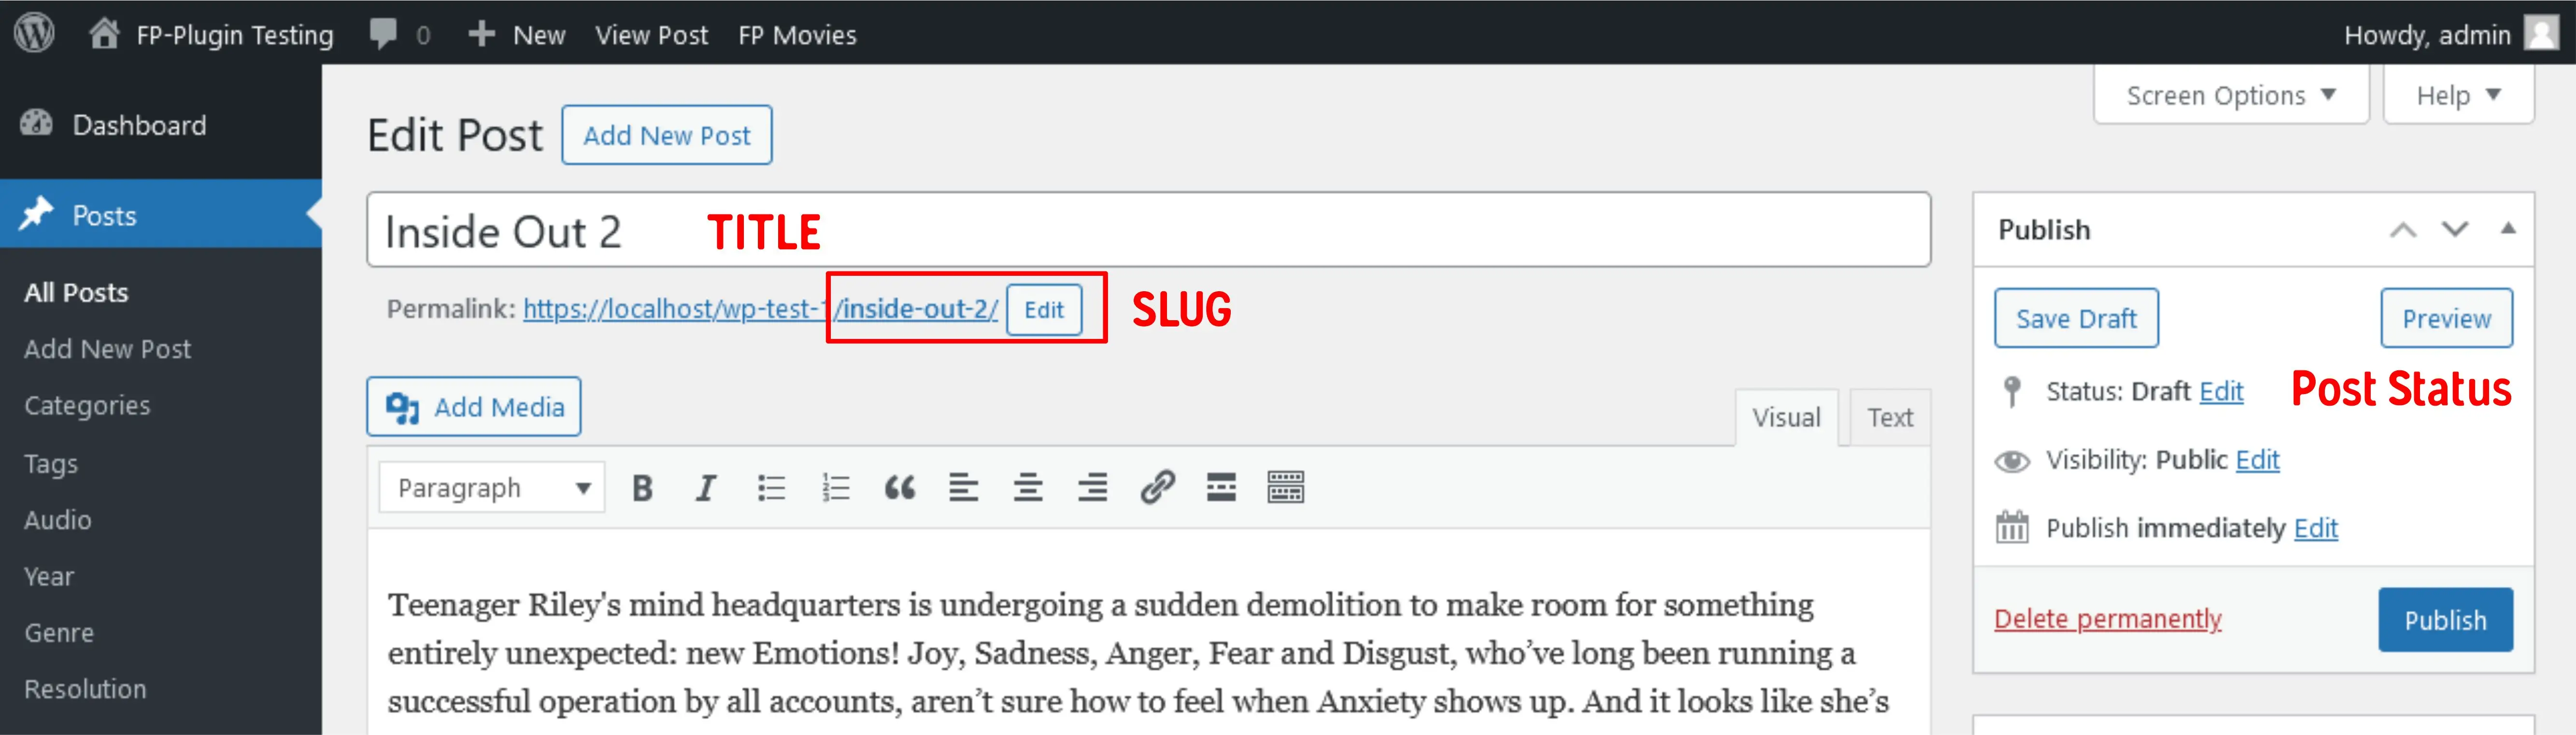 FP-Plugin Testing 0 New View Post FP Movies Howdy, admin
Screen Options Help
Dashboard
Posts
All Posts
Add New Post
Categories
Tags
Audio
Year
Genre
Resolution
Edit Post Add New Post
Inside Out 2 TITLE
Permalink: https://localhost/wp-test-1/inside-out-2/ Edit SLUG
Add Media Visual Text
Paragraph B I
Teenager Riley's mind headquarters is undergoing a sudden demolition to make room for something
entirely unexpected: new Emotions! Joy, Sadness, Anger, Fear and Disgust, who’ve long been running a
successful operation by all accounts, aren’t sure how to feel when Anxiety shows up. And it looks like she’s
Publish
Save Draft Preview
Status: Draft Edit Post Status
Visibility: Public Edit
Publish immediately Edit
Delete permanently Publish